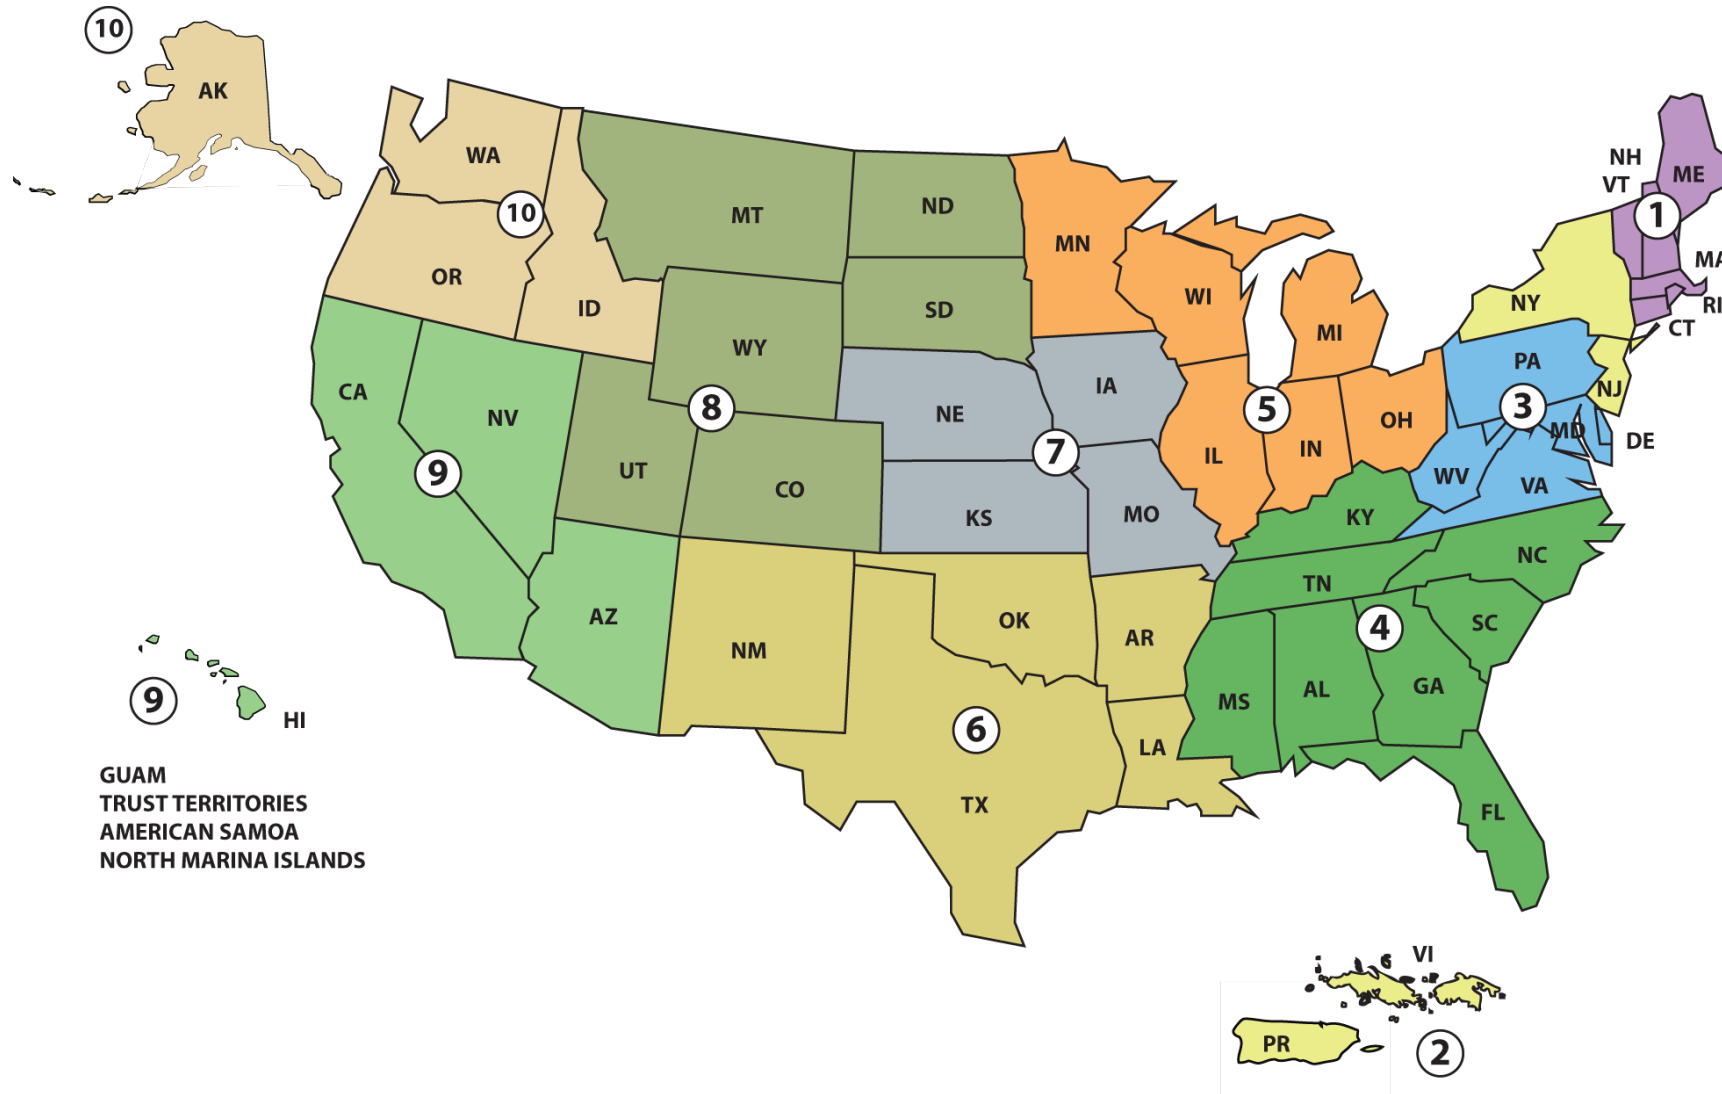 10
AK
WA
10
OR
ID
MT
ND
MN
SD
WY
WI
MI
NH
VT
ME
1
MA
RI
CT
NY
PA
NJ
3
MD
DE
WV
VA
CA
NV
9
8
UT
CO
NE
IA
7
KS
MO
5
IL
IN
OH
KY
TN
NC
4
SC
AZ
NM
OK
AR
6
TX
LA
MS
AL
GA
FL
9
HI
GUAM
TRUST TERRITORIES
AMERICAN SAMOA
NORTH MARINA ISLANDS
VI
PR
2